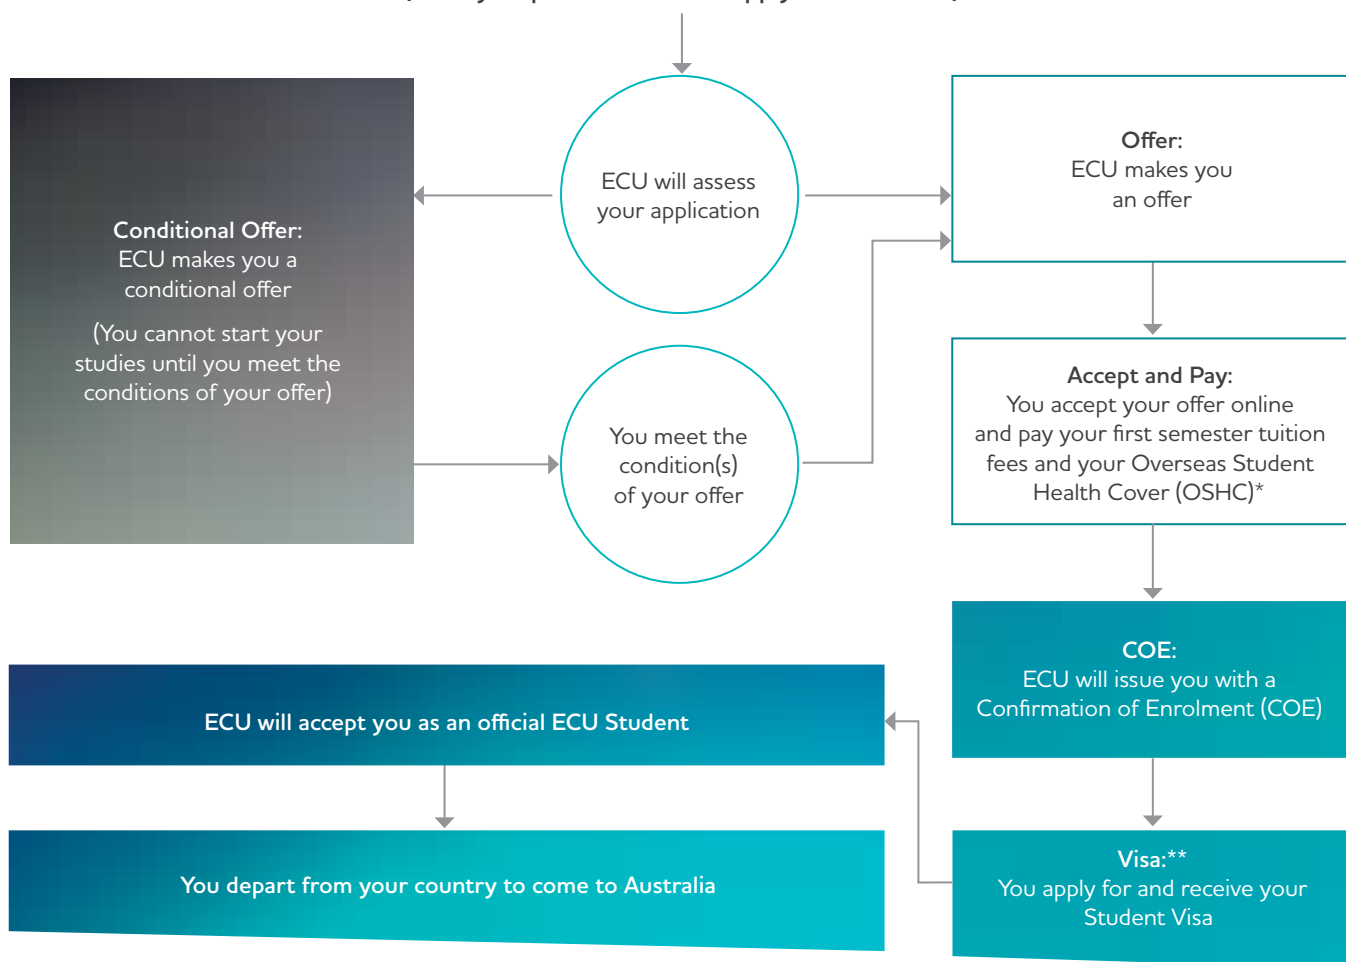 ECU will assess
your application
Offer:
ECU makes you
an offer
Conditional Offer:
ECU makes you a
conditional offer
(You cannot start your
studies until you meet the
conditions of your offer)
You meet the
condition(s)
of your offer
Accept and Pay:
You accept your offer online
and pay your first semester tuition
fees and your Overseas Student
Health Cover (OSHC)*
COE:
ECU will issue you with a
Confirmation of Enrolment (COE)
Visa:**
You apply for and receive your
Student Visa
ECU will accept you as an official ECU Student
You depart from your country to come to Australia